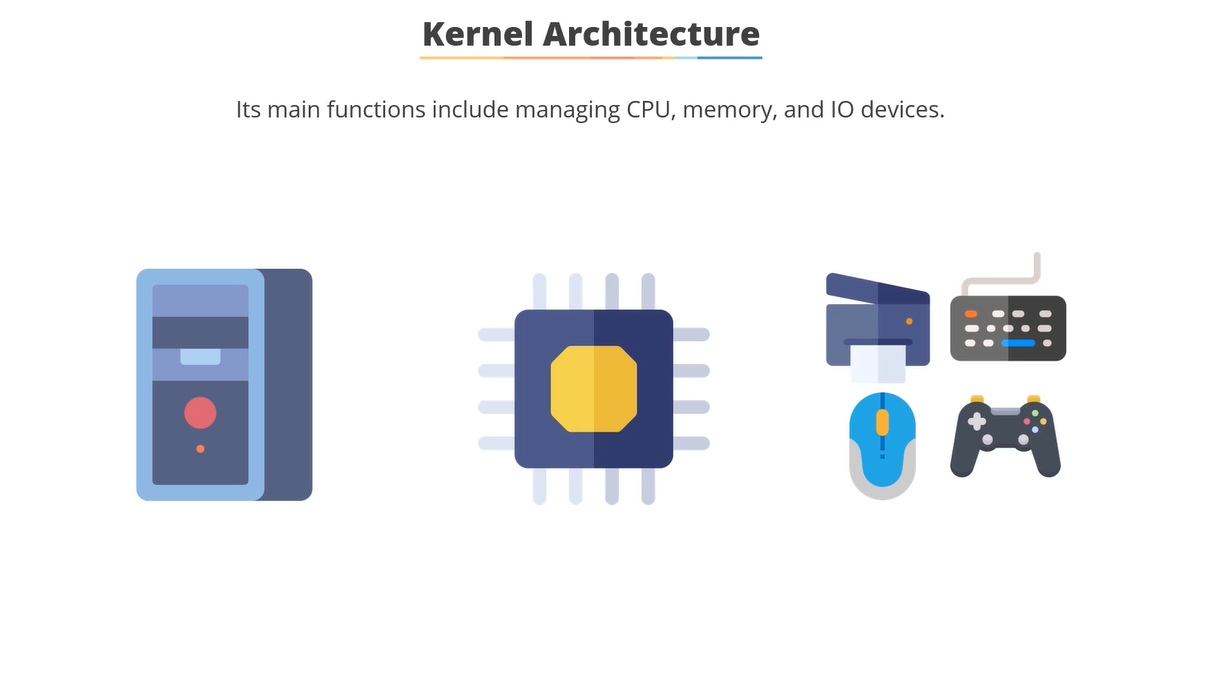 Kernel Architecture
Its main functions include managing CPU, memory, and IO devices.